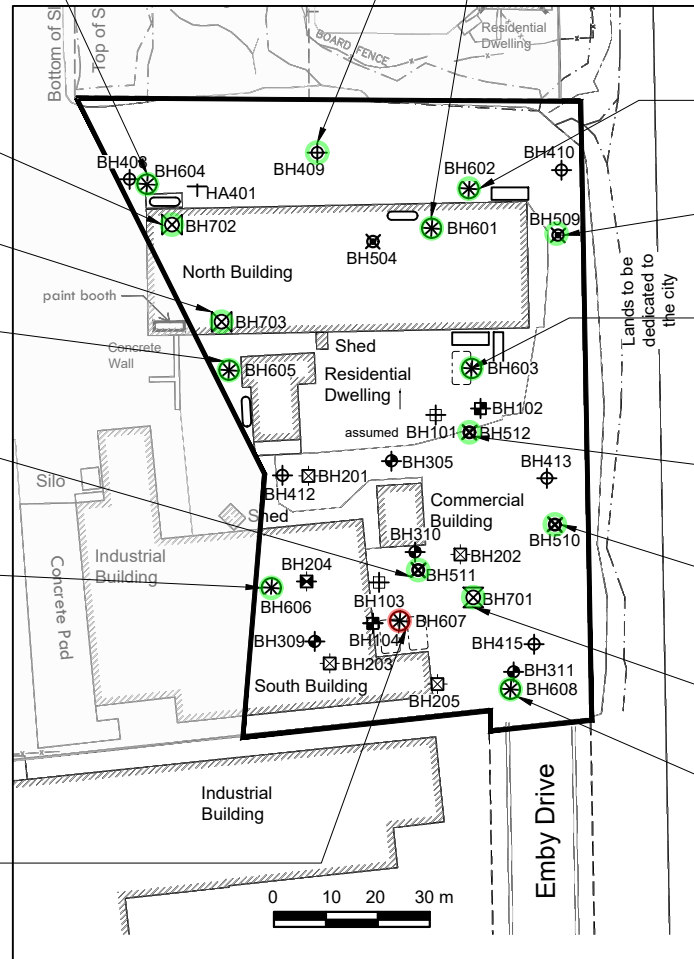 Bottom of Sl
Top of S
BOARD FENCE
Residential
Dwelling
BH408
BH604
HA401
BH409
BH602
BH410
BH702
BH601
BH509
BH504
North Building
Lands to be
dedicated to
the city
paint booth
BH703
Concrete
Wall
Shed
BH605
BH603
Residential
Dwelling
BH102
assumed
BH101
BH512
BH305
BH413
BH201
BH412
Silo
Shed
Commercial
Building
BH510
BH310
Industrial
Building
Concrete Pad
BH204
BH202
BH511
BH606
BH103
BH701
BH607
BH104
BH309
BH415
BH203
BH311
South Building
BH608
BH205
Industrial
Building
Emby Drive
0 10 20 30 m